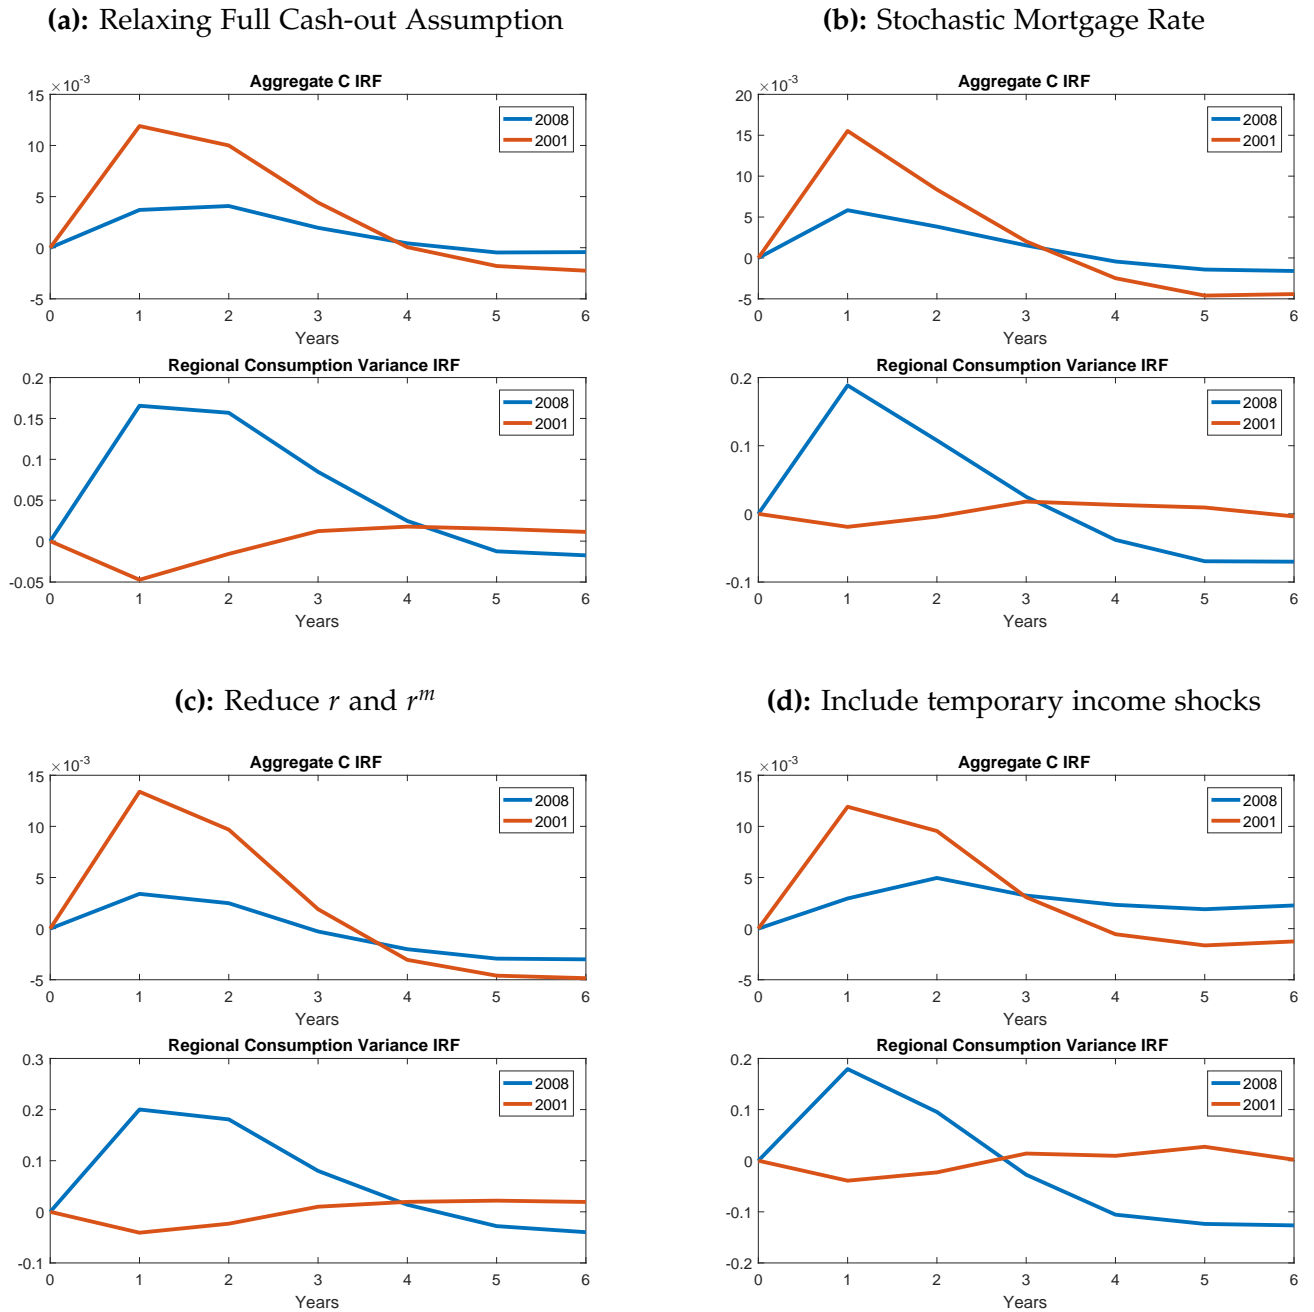 (a): Relaxing Full Cash-out Assumption
Aggregate C IRF
×10⁻³
15
10
5
0
-5
2008
2001
0 1 2 3 4 5 6
Years
Regional Consumption Variance IRF
0.2
0.15
0.1
0.05
0
-0.05
2008
2001
0 1 2 3 4 5 6
Years
(b): Stochastic Mortgage Rate
Aggregate C IRF
×10⁻³
20
15
10
5
0
-5
2008
2001
0 1 2 3 4 5 6
Years
Regional Consumption Variance IRF
0.2
0.1
0
-0.1
2008
2001
0 1 2 3 4 5 6
Years
(c): Reduce r and rᵐ
Aggregate C IRF
×10⁻³
15
10
5
0
-5
2008
2001
0 1 2 3 4 5 6
Years
Regional Consumption Variance IRF
0.3
0.2
0.1
0
-0.1
2008
2001
0 1 2 3 4 5 6
Years
(d): Include temporary income shocks
Aggregate C IRF
×10⁻³
15
10
5
0
-5
2008
2001
0 1 2 3 4 5 6
Years
Regional Consumption Variance IRF
0.2
0.1
0
-0.1
-0.2
2008
2001
0 1 2 3 4 5 6
Years